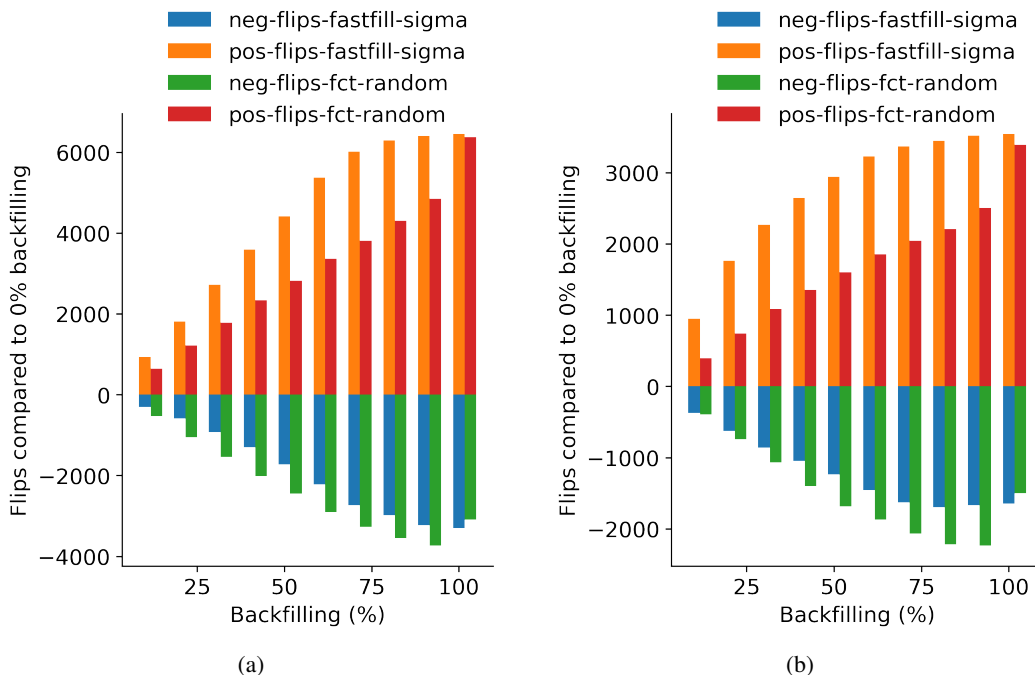 neg-flips-fastfill-sigma
pos-flips-fastfill-sigma
neg-flips-fct-random
pos-flips-fct-random
6000
4000
2000
0
−2000
−4000
Flips compared to 0% backfilling
25 50 75 100
Backfilling (%)
(a)
neg-flips-fastfill-sigma
pos-flips-fastfill-sigma
neg-flips-fct-random
pos-flips-fct-random
3000
2000
1000
0
−1000
−2000
Flips compared to 0% backfilling
25 50 75 100
Backfilling (%)
(b)